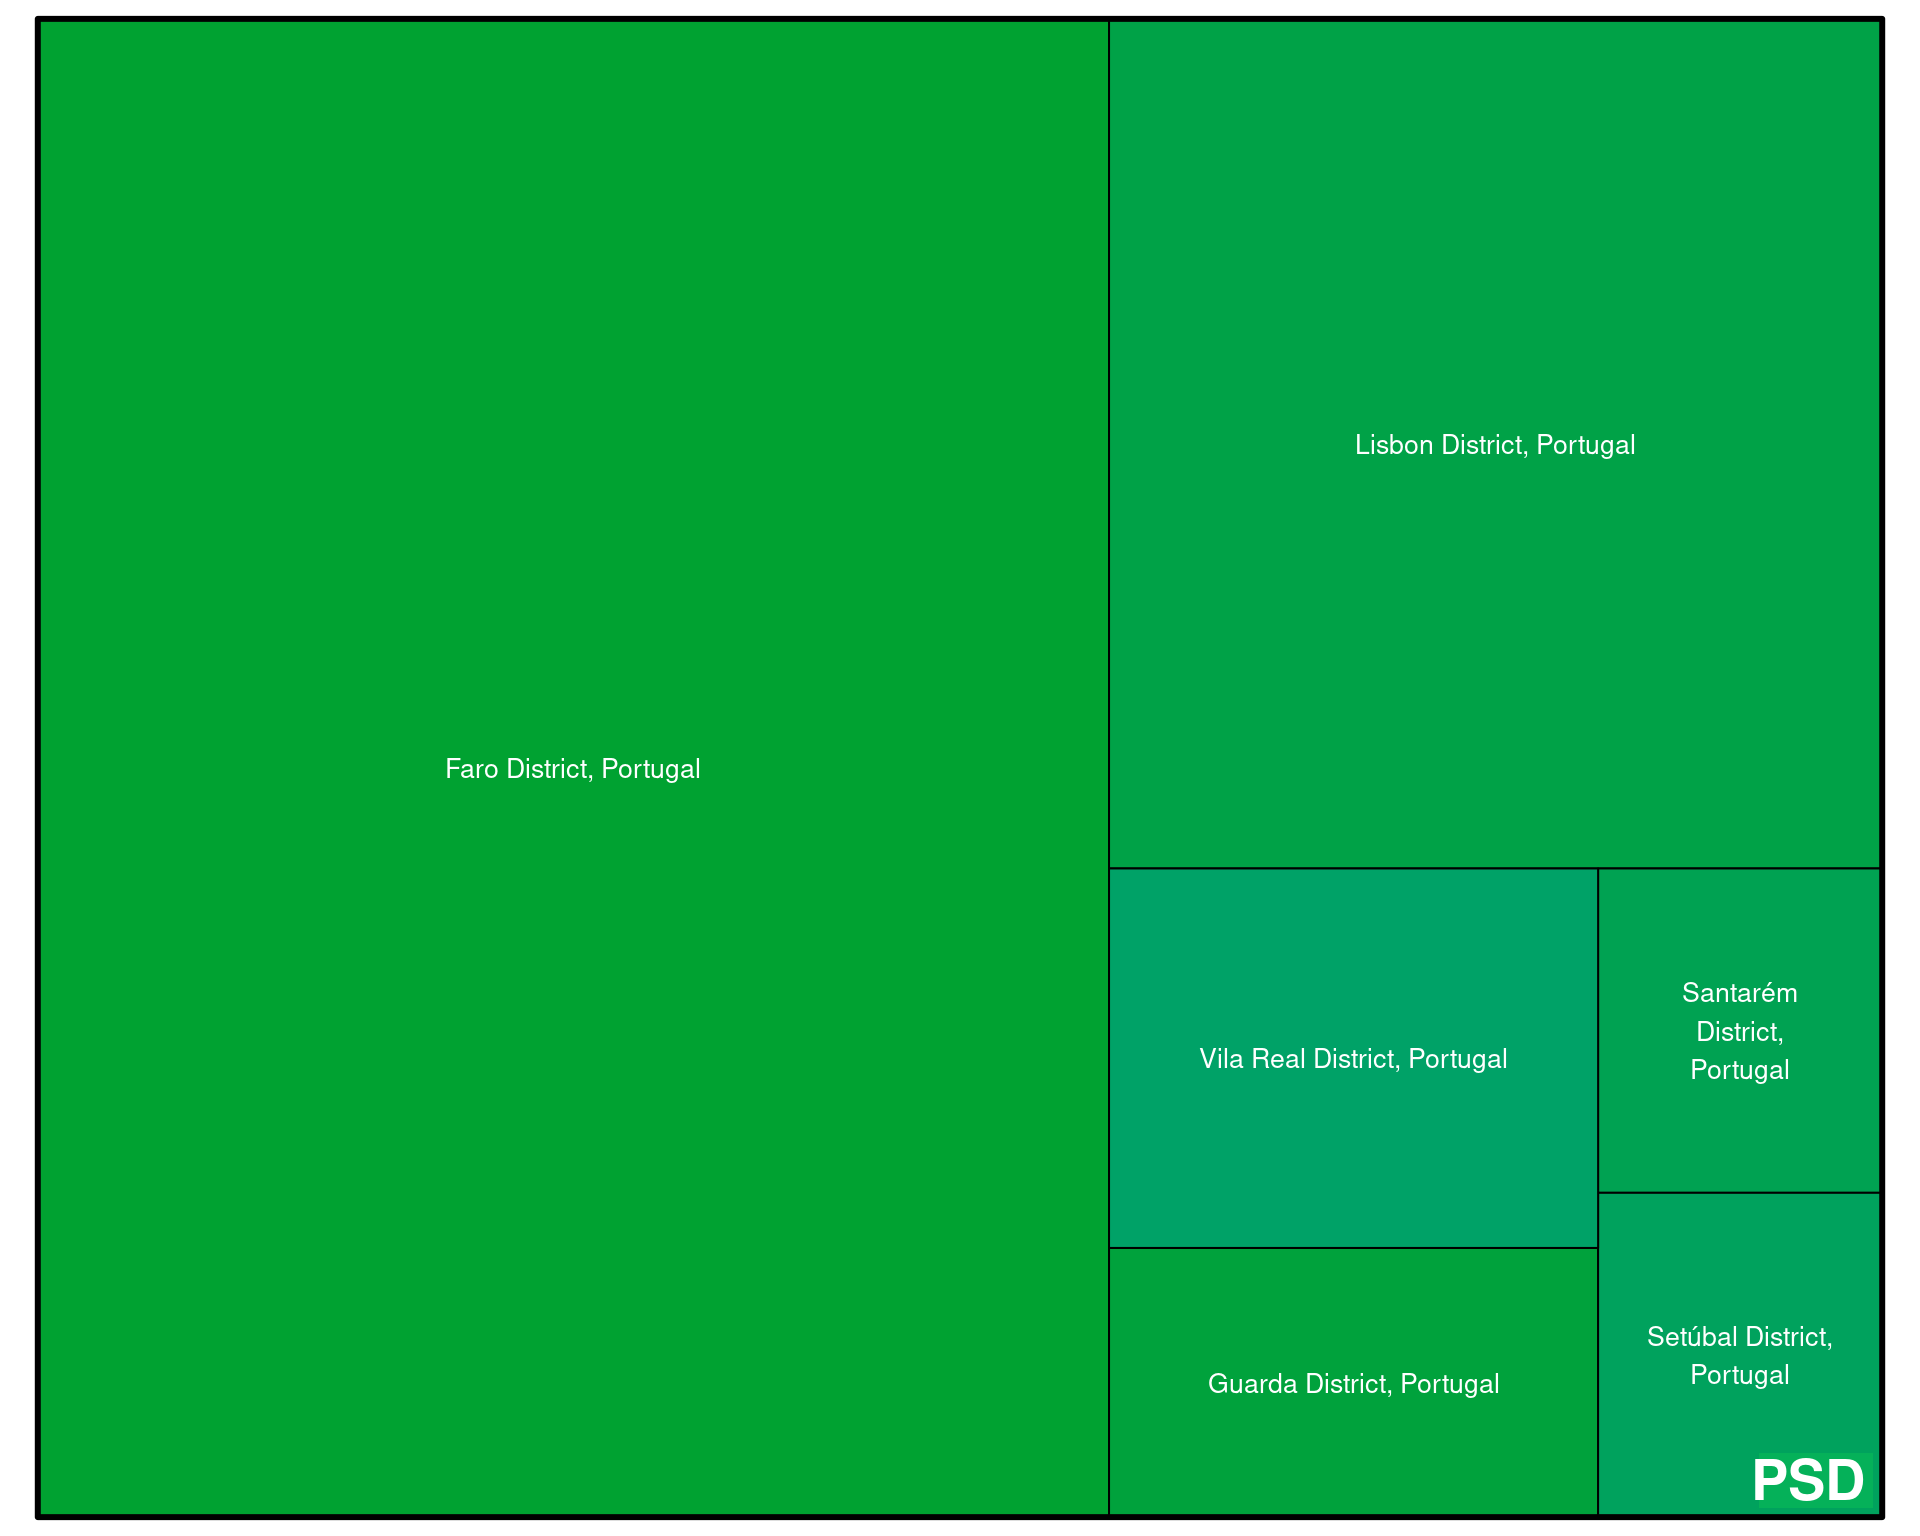 Faro District, Portugal
Lisbon District, Portugal
Vila Real District, Portugal
Santarém
District,
Portugal
Guarda District, Portugal
Setúbal District,
Portugal
PSD